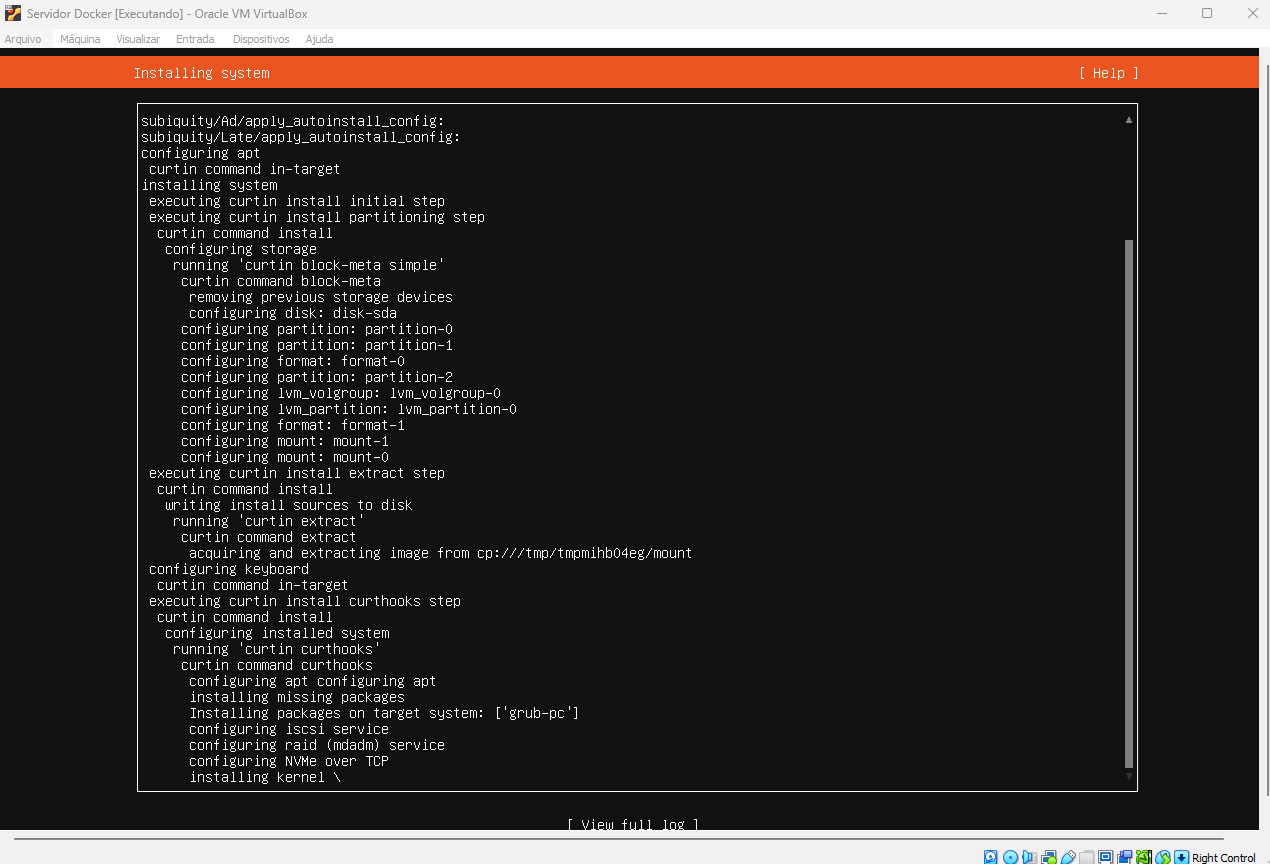 Servidor Docker [Executando] - Oracle VM VirtualBox
Arquivo Máquina Visualizar Entrada Dispositivos Ajuda
Installing system [ Help ]
subiquity/Ad/apply_autoinstall_config:
subiquity/Late/apply_autoinstall_config:
configuring apt
curtin command in-target
installing system
executing curtin install initial step
executing curtin install partitioning step
curtin command install
configuring storage
running 'curtin block-meta simple'
curtin command block-meta
removing previous storage devices
configuring disk: disk-sda
configuring partition: partition-0
configuring partition: partition-1
configuring format: format-0
configuring partition: partition-2
configuring lvm_volgroup: lvm_volgroup-0
configuring lvm_partition: lvm_partition-0
configuring format: format-1
configuring mount: mount-1
configuring mount: mount-0
executing curtin install extract step
curtin command install
writing install sources to disk
running 'curtin extract'
curtin command extract
acquiring and extracting image from cp:///tmp/tmpmihb04eg/mount
configuring keyboard
curtin command in-target
executing curtin install curthooks step
curtin command install
configuring installed system
running 'curtin curthooks'
curtin command curthooks
configuring apt configuring apt
installing missing packages
Installing packages on target system: ['grub-pc']
configuring iscsi service
configuring raid (mdadm) service
configuring NVMe over TCP
installing kernel \
[ View full log ]
Right Control